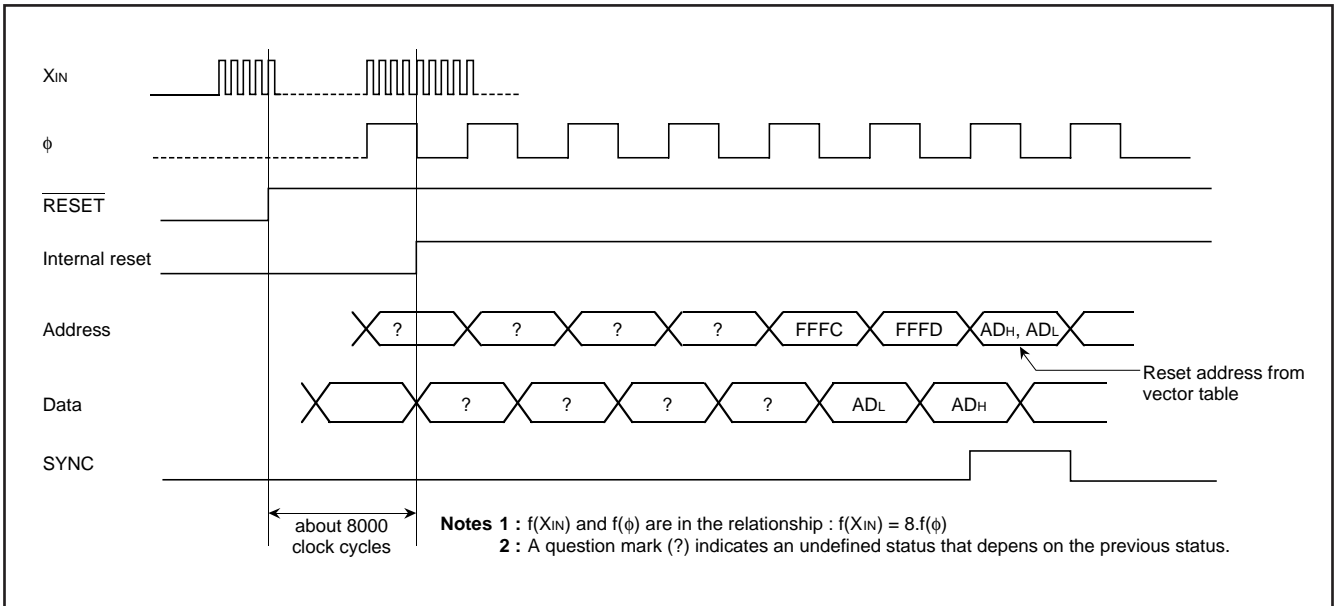 XIN
ϕ
RESET
Internal reset
Address
? ? ? ? FFFC FFFD ADH, ADL
Reset address from
vector table
Data
? ? ? ? ADL ADH
SYNC
about 8000
clock cycles
Notes 1 : f(XIN) and f(ϕ) are in the relationship : f(XIN) = 8.f(ϕ)
2 : A question mark (?) indicates an undefined status that depens on the previous status.